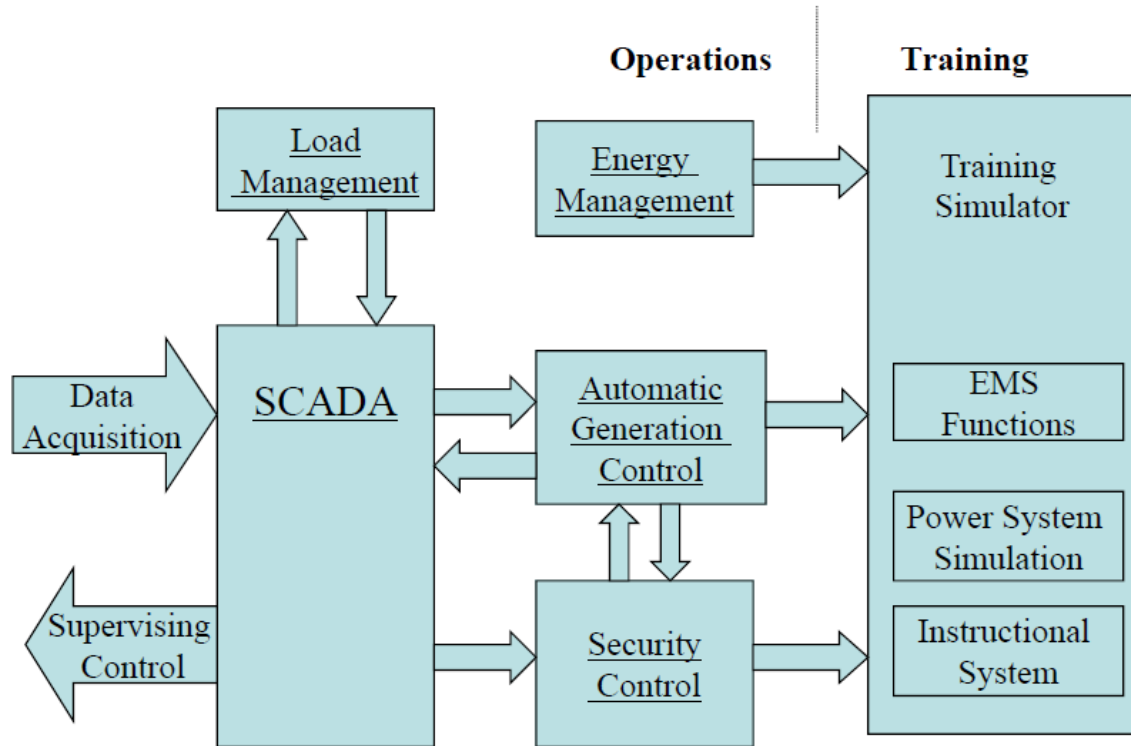 Operations
Training
Load
Management
Energy
Management
Training
Simulator
Data
Acquisition
SCADA
Automatic
Generation
Control
EMS
Functions
Power System
Simulation
Supervising
Control
Security
Control
Instructional
System